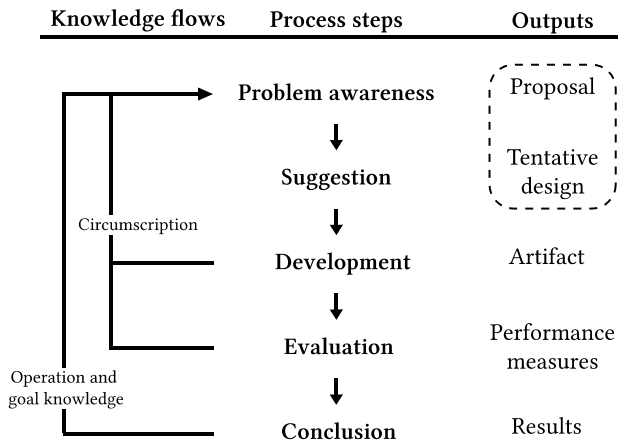 Knowledge flows Process steps Outputs
Problem awareness Proposal
Suggestion Tentative
design
Circumscription
Development Artifact
Evaluation Performance
measures
Operation and
goal knowledge
Conclusion Results